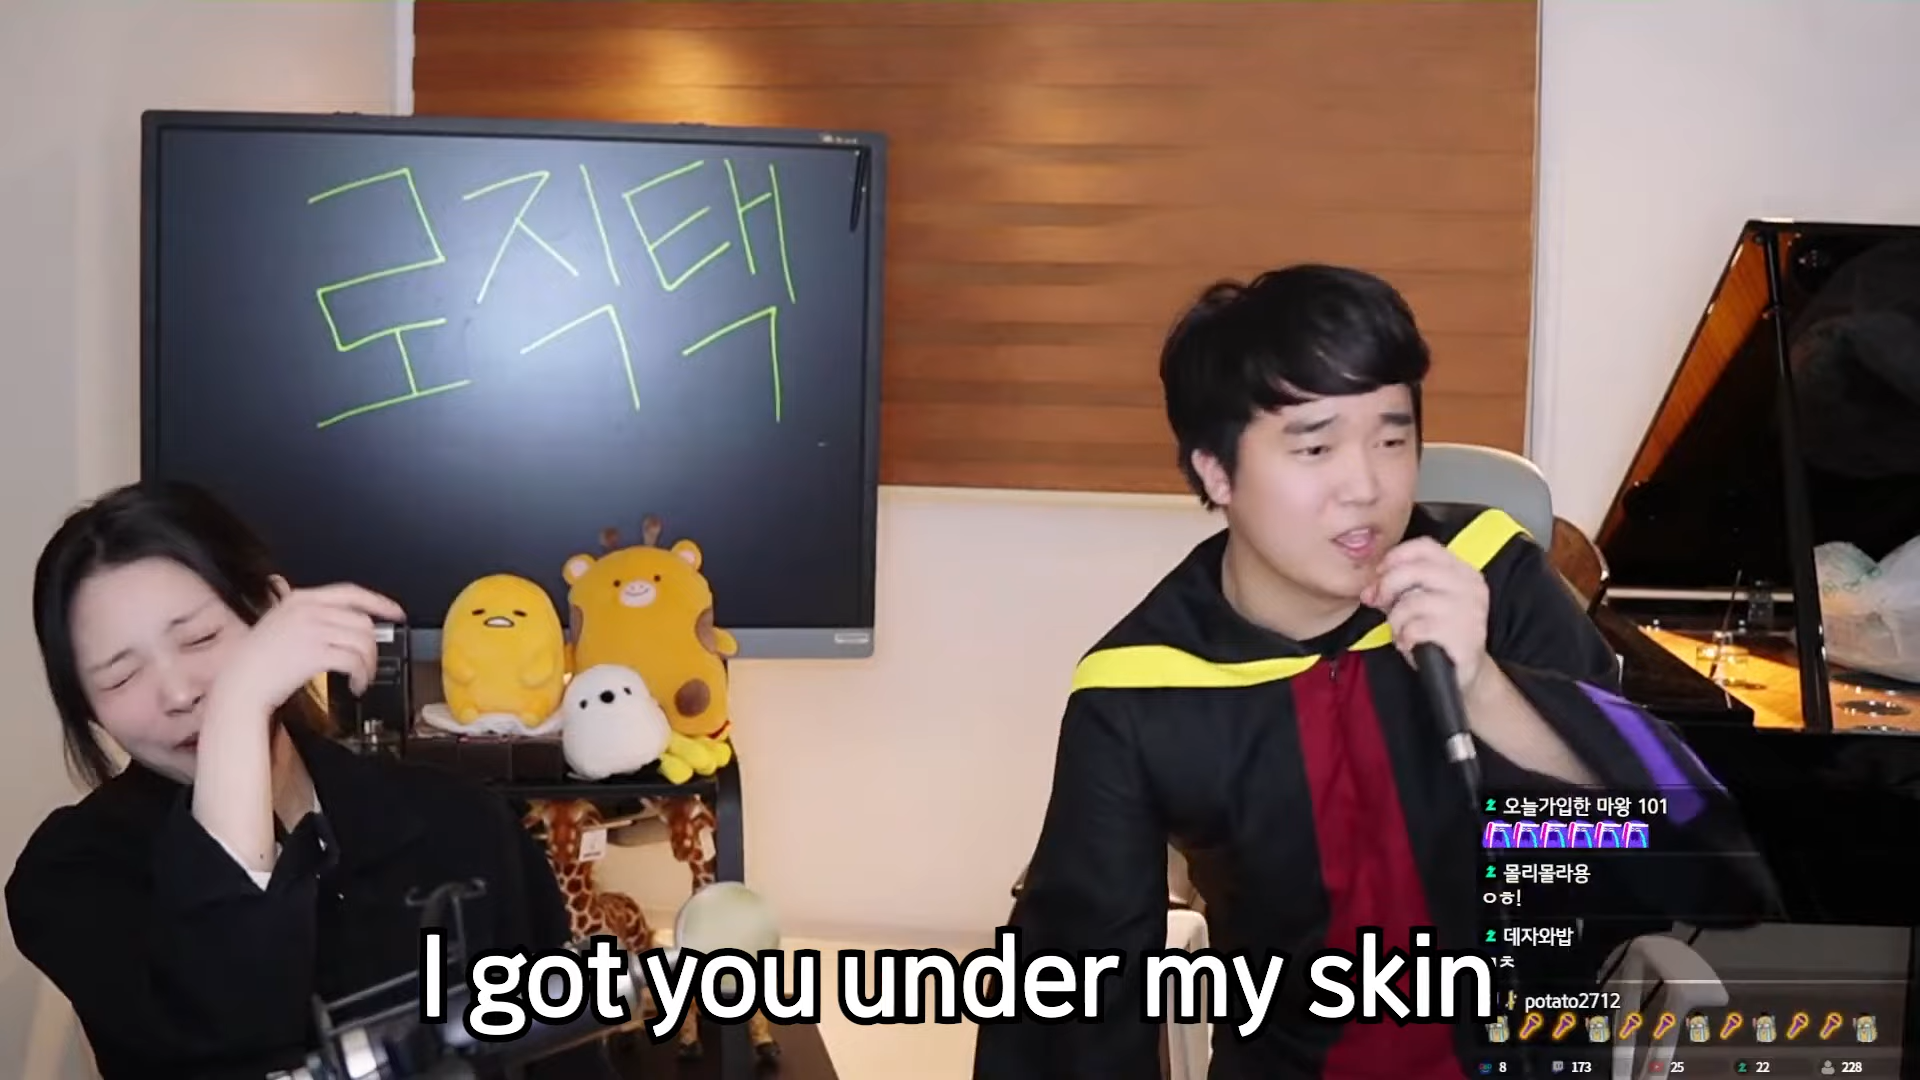 로직택
오늘가입한 마왕 101
몰리몰라용
ㅇㅎ!
데자와밥
ㅊ
I got you under my skin
potato2712
8 173 25 22 228